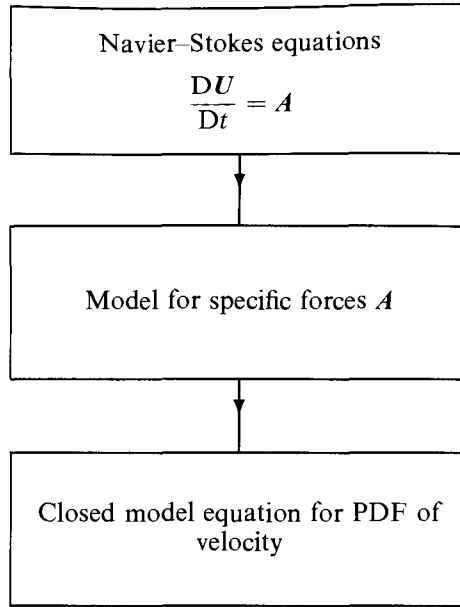 Navier–Stokes equations
DU/Dt = A
Model for specific forces A
Closed model equation for PDF of
velocity